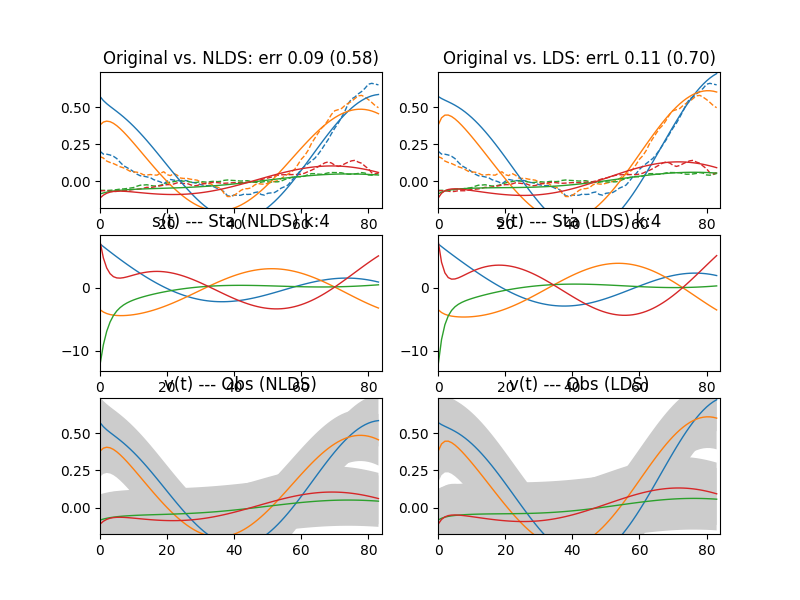 Original vs. NLDS: err 0.09 (0.58)
Original vs. LDS: errL 0.11 (0.70)
0.50
0.25
0.00
0 20 40 60 80
0.50
0.25
0.00
0 20 40 60 80
s(t) --- Sta (NLDS) k:4
s(t) --- Sta (LDS) k:4
0
−10
0 20 40 60 80
0
−10
0 20 40 60 80
v(t) --- Obs (NLDS)
v(t) --- Obs (LDS)
0.50
0.25
0.00
0 20 40 60 80
0.50
0.25
0.00
0 20 40 60 80